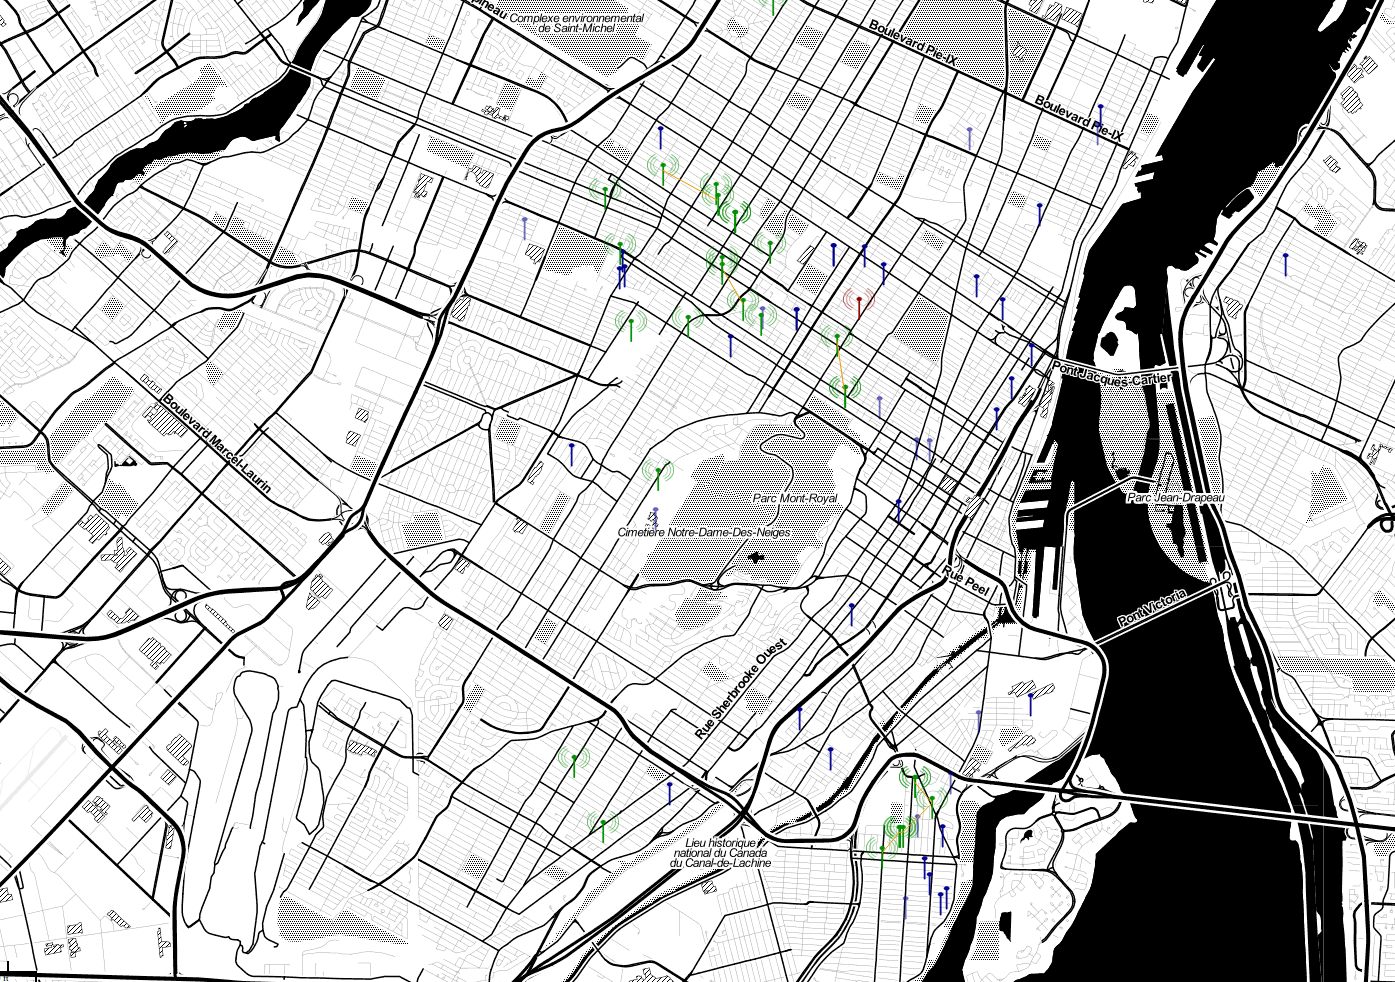 Complexe environnemental
de Saint-Michel
Boulevard Pie-IX
Boulevard Pie-IX
Pont Jacques-Cartier
Boulevard Marcel-Laurin
Parc Mont-Royal
Parc Jean-Drapeau
Cimetière Notre-Dame-Des-Neiges
Rue Peel
Pont Victoria
Rue Sherbrooke Ouest
Lieu historique
national du Canada
du Canal-de-Lachine